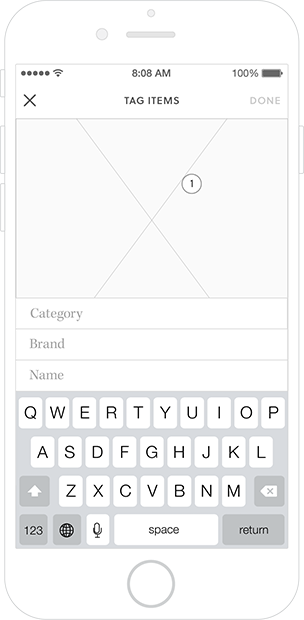 8:08 AM 100%
TAG ITEMS DONE
1
Category
Brand
Name
Q W E R T Y U I O P
A S D F G H J K L
Z X C V B N M
123 space return